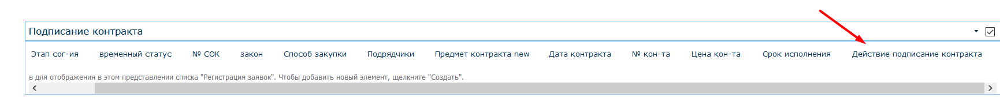 Подписание контракта
Этап сог-ия временный статус № СОК закон Способ закупки Подрядчики Предмет контракта new Дата контракта № кон-та Цена кон-та Срок исполнения Действие подписание контракта
в для отображения в этом представлении списка "Регистрация заявок". Чтобы добавить новый элемент, щелкните "Создать".